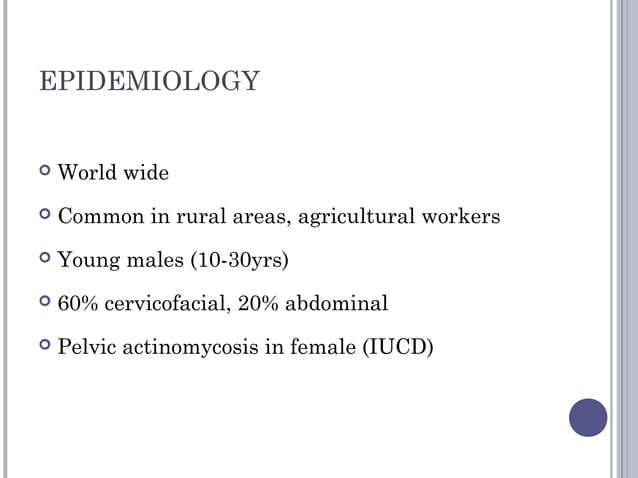 EPIDEMIOLOGY
World wide
Common in rural areas, agricultural workers
Young males (10-30yrs)
60% cervicofacial, 20% abdominal
Pelvic actinomycosis in female (IUCD)